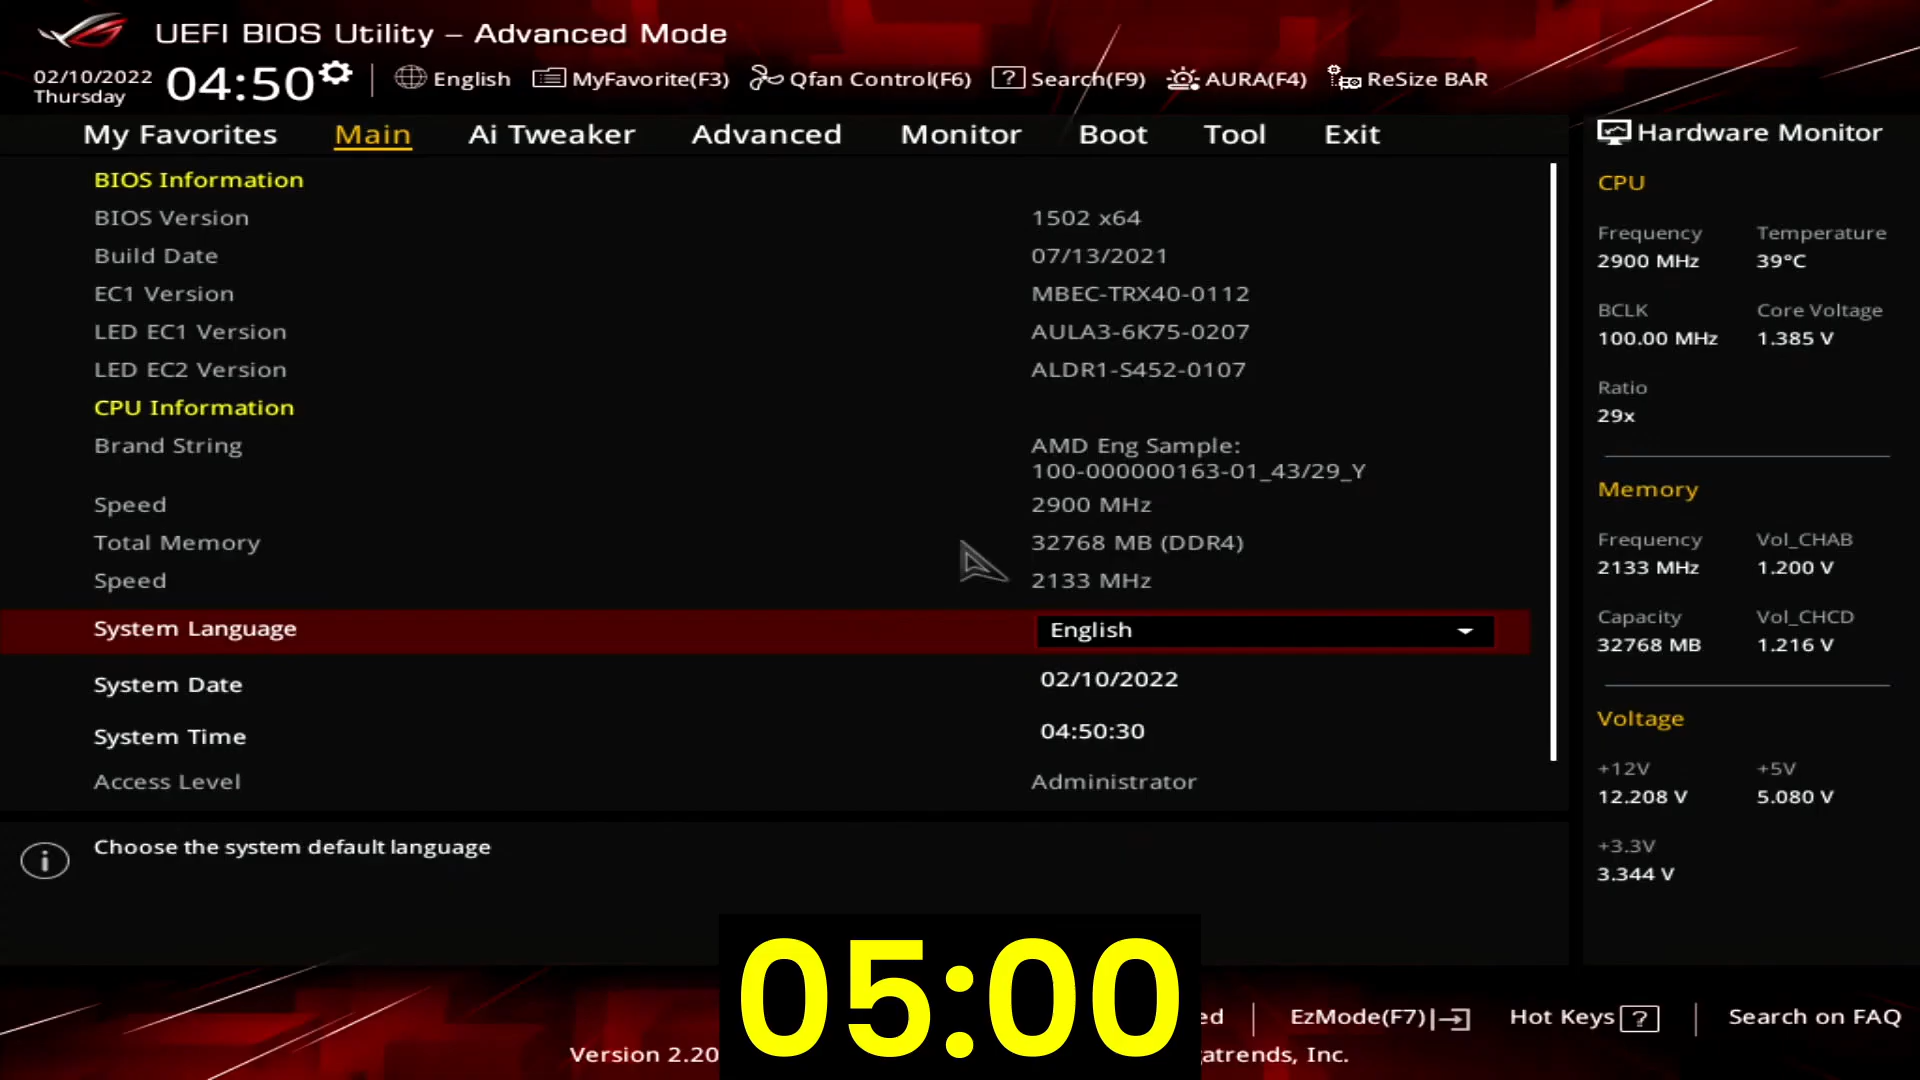 UEFI BIOS Utility – Advanced Mode
02/10/2022
Thursday
04:50
English
MyFavorite(F3)
Qfan Control(F6)
? Search(F9)
AURA(F4)
ReSize BAR
My Favorites Main Ai Tweaker Advanced Monitor Boot Tool Exit
BIOS Information
BIOS Version 1502 x64
Build Date 07/13/2021
EC1 Version MBEC-TRX40-0112
LED EC1 Version AULA3-6K75-0207
LED EC2 Version ALDR1-S452-0107
CPU Information
Brand String AMD Eng Sample:
100-000000163-01_43/29_Y
Speed 2900 MHz
Total Memory 32768 MB (DDR4)
Speed 2133 MHz
System Language English
System Date 02/10/2022
System Time 04:50:30
Access Level Administrator
i Choose the system default language
Hardware Monitor
CPU
Frequency Temperature
2900 MHz 39°C
BCLK Core Voltage
100.00 MHz 1.385 V
Ratio
29x
Memory
Frequency Vol_CHAB
2133 MHz 1.200 V
Capacity Vol_CHCD
32768 MB 1.216 V
Voltage
+12V +5V
12.208 V 5.080 V
+3.3V
3.344 V
05:00
ed EzMode(F7) Hot Keys ? Search on FAQ
Version 2.20 atrends, Inc.